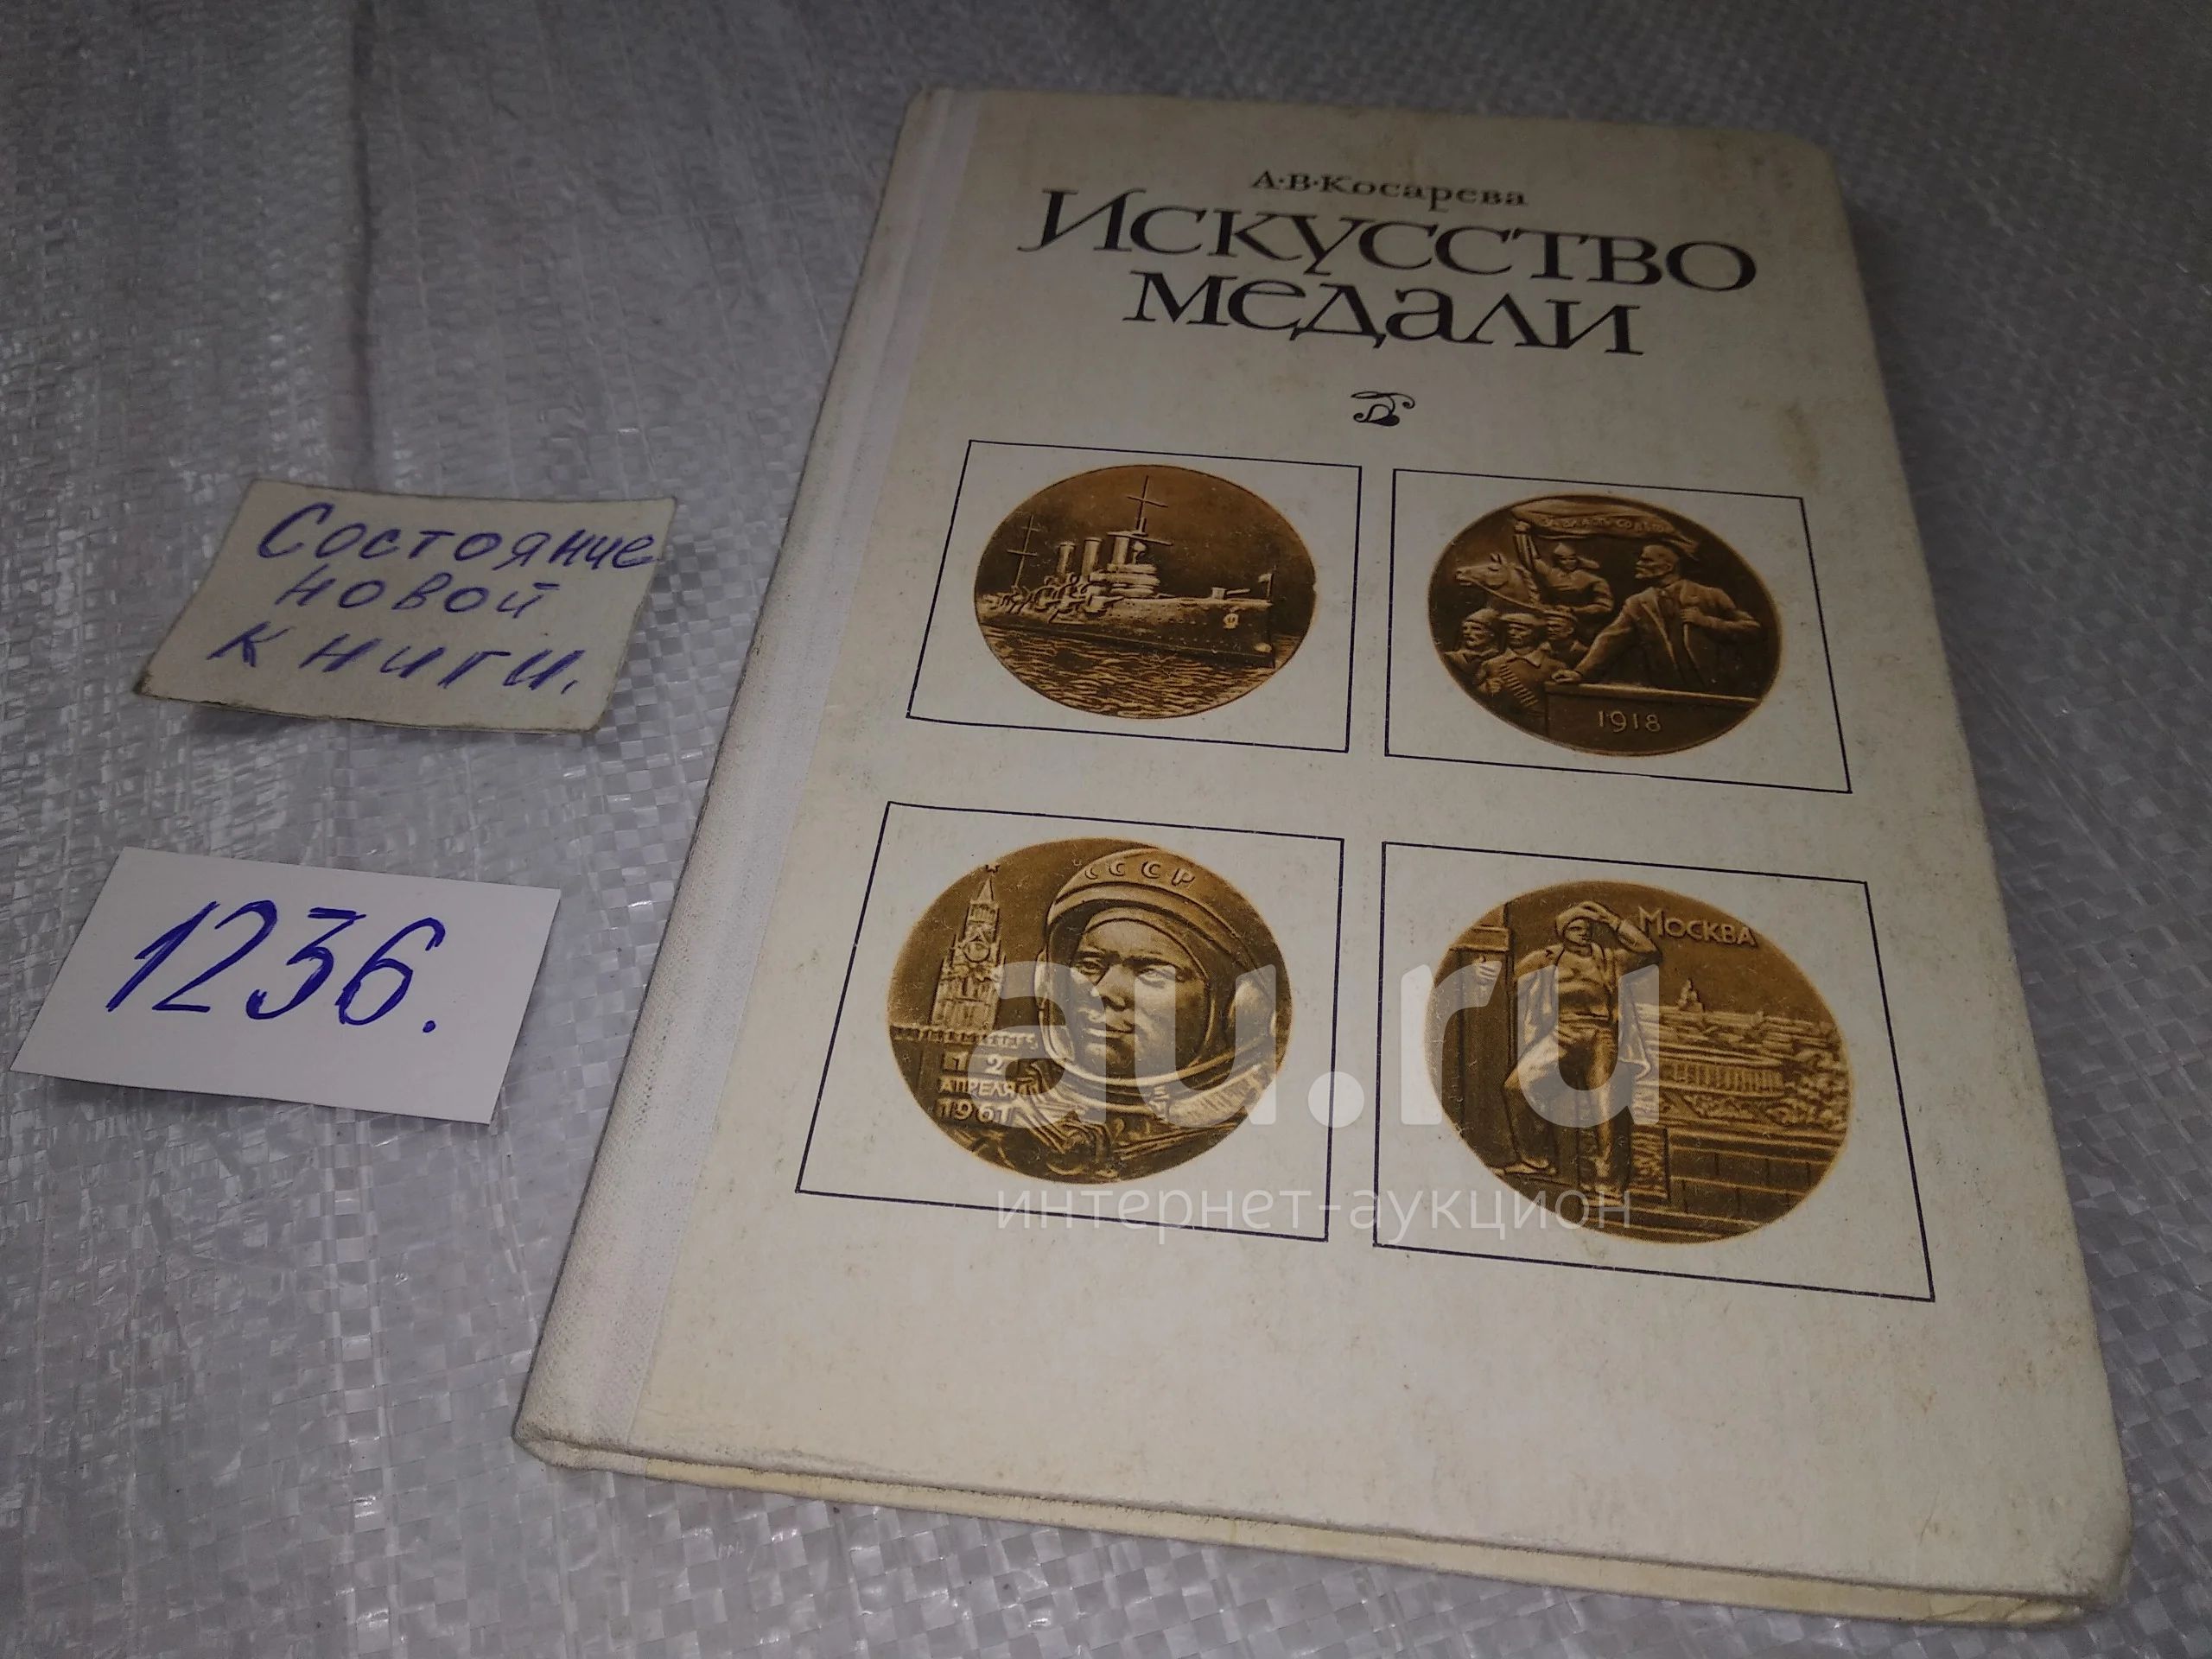 А·В·Косарева
Искусство
медали
Состояние
новой
книги.
1236.
1918
СССР
12
АПРЕЛЯ
1961
МОСКВА
au.ru
интернет-аукцион